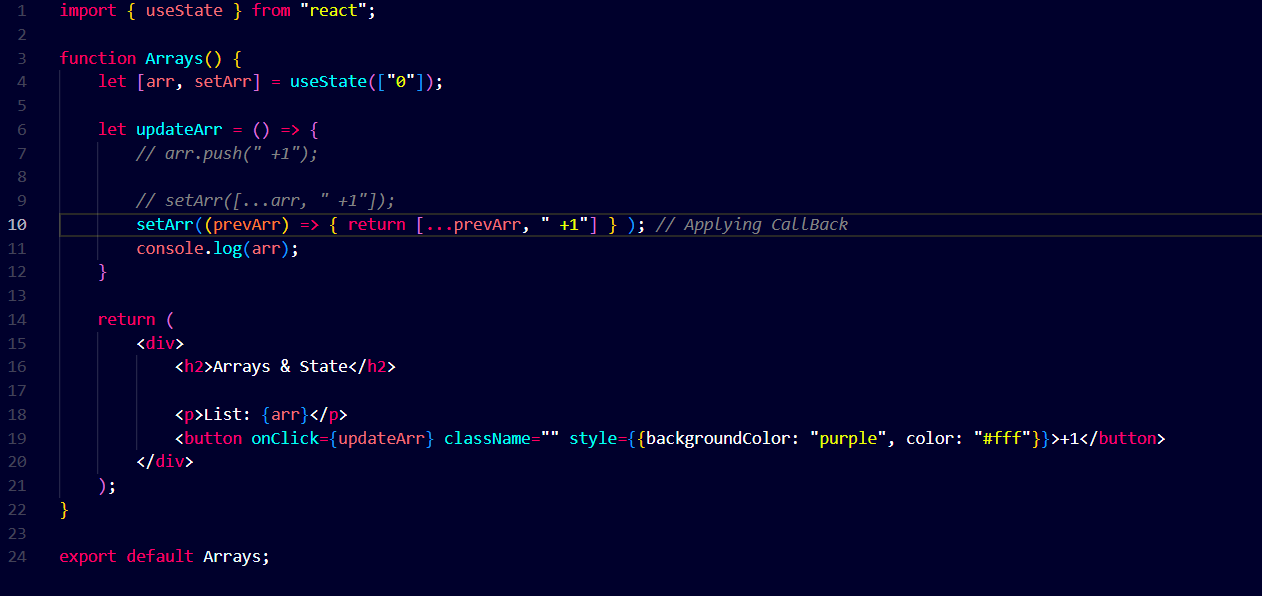 1 import { useState } from "react";
2
3 function Arrays() {
4     let [arr, setArr] = useState(["0"]);
5
6     let updateArr = () => {
7         // arr.push(" +1");
8
9         // setArr([...arr, " +1"]);
10         setArr((prevArr) => { return [...prevArr, " +1"] } ); // Applying CallBack
11         console.log(arr);
12     }
13
14     return (
15         <div>
16             <h2>Arrays & State</h2>
17
18             <p>List: {arr}</p>
19             <button onClick={updateArr} className="" style={{backgroundColor: "purple", color: "#fff"}}>+1</button>
20         </div>
21     );
22 }
23
24 export default Arrays;